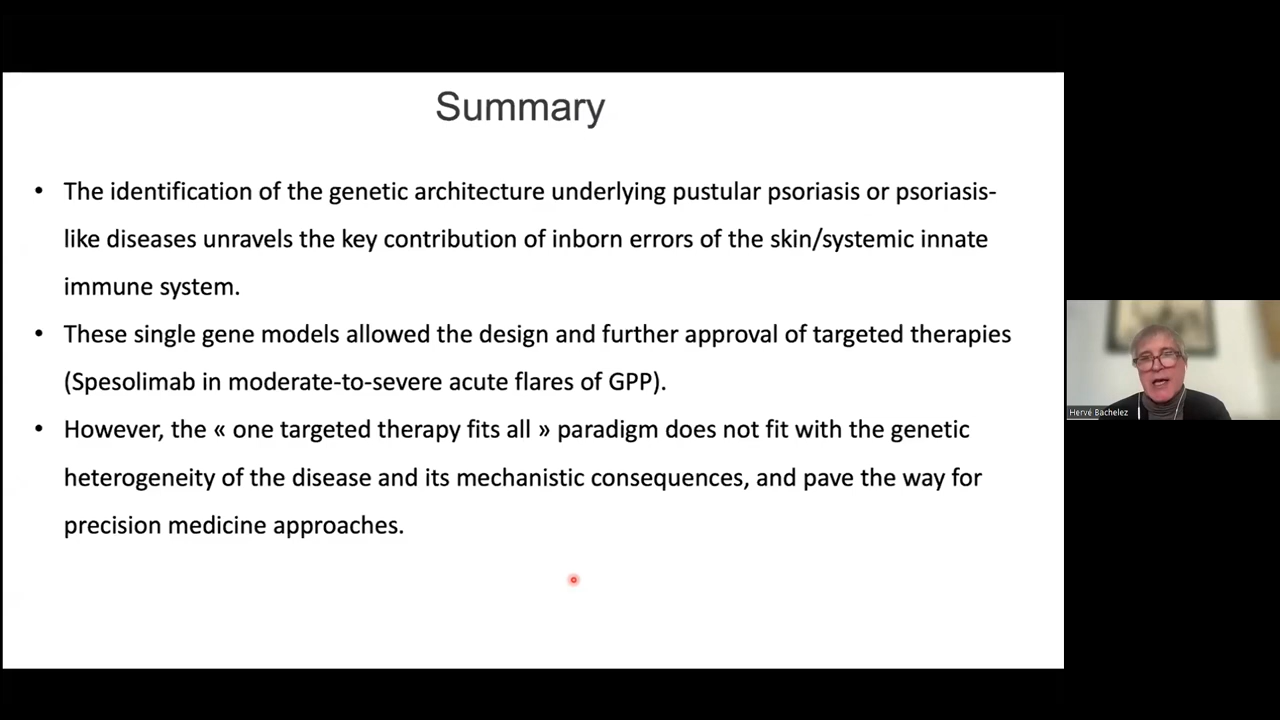 Summary
• The identification of the genetic architecture underlying pustular psoriasis or psoriasis-
like diseases unravels the key contribution of inborn errors of the skin/systemic innate
immune system.
• These single gene models allowed the design and further approval of targeted therapies
(Spesolimab in moderate-to-severe acute flares of GPP).
• However, the « one targeted therapy fits all » paradigm does not fit with the genetic
heterogeneity of the disease and its mechanistic consequences, and pave the way for
precision medicine approaches.
Hervé Bachelez